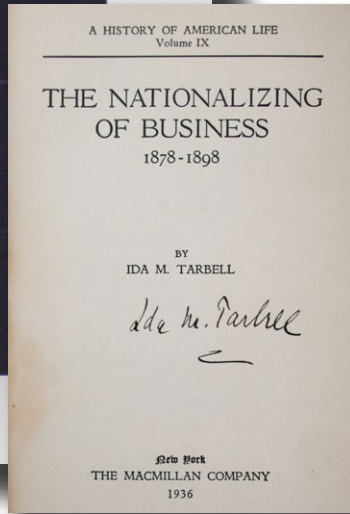 A HISTORY OF AMERICAN LIFE
Volume IX
THE NATIONALIZING
OF BUSINESS
1878-1898
BY
IDA M. TARBELL
Ida M. Tarbell
New York
THE MACMILLAN COMPANY
1936